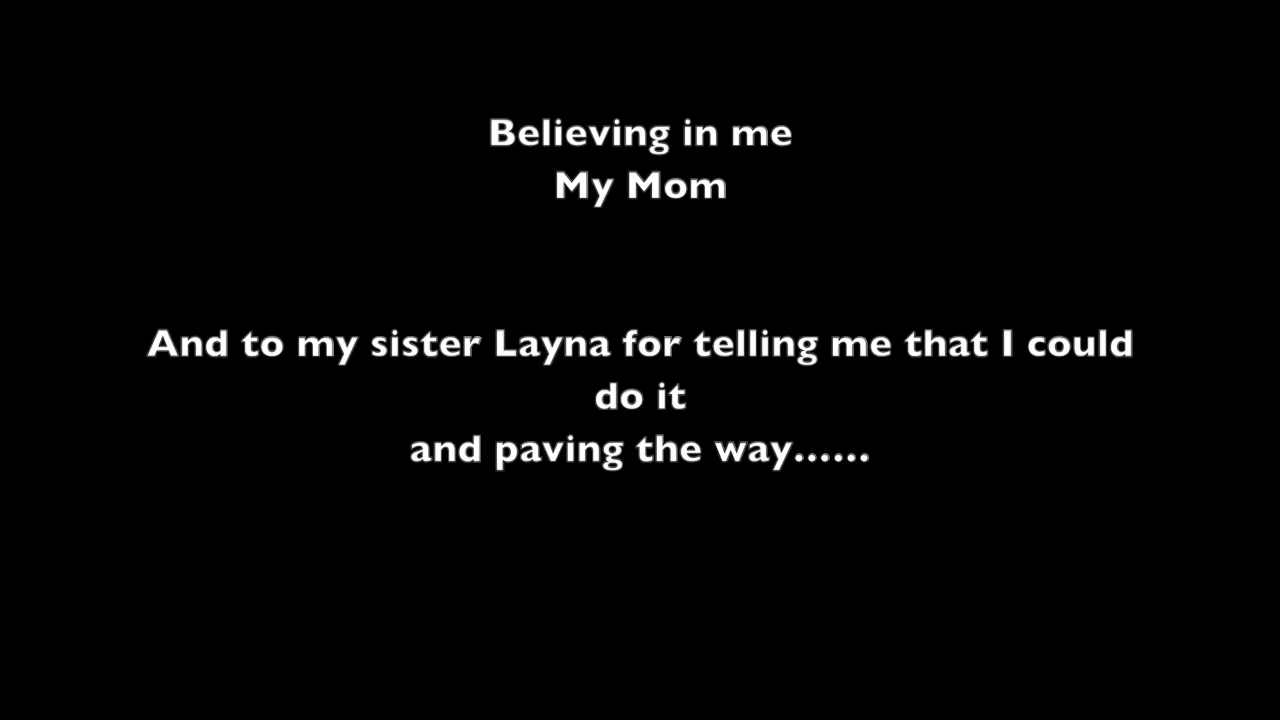 Believing in me
My Mom
And to my sister Layna for telling me that I could
do it
and paving the way......